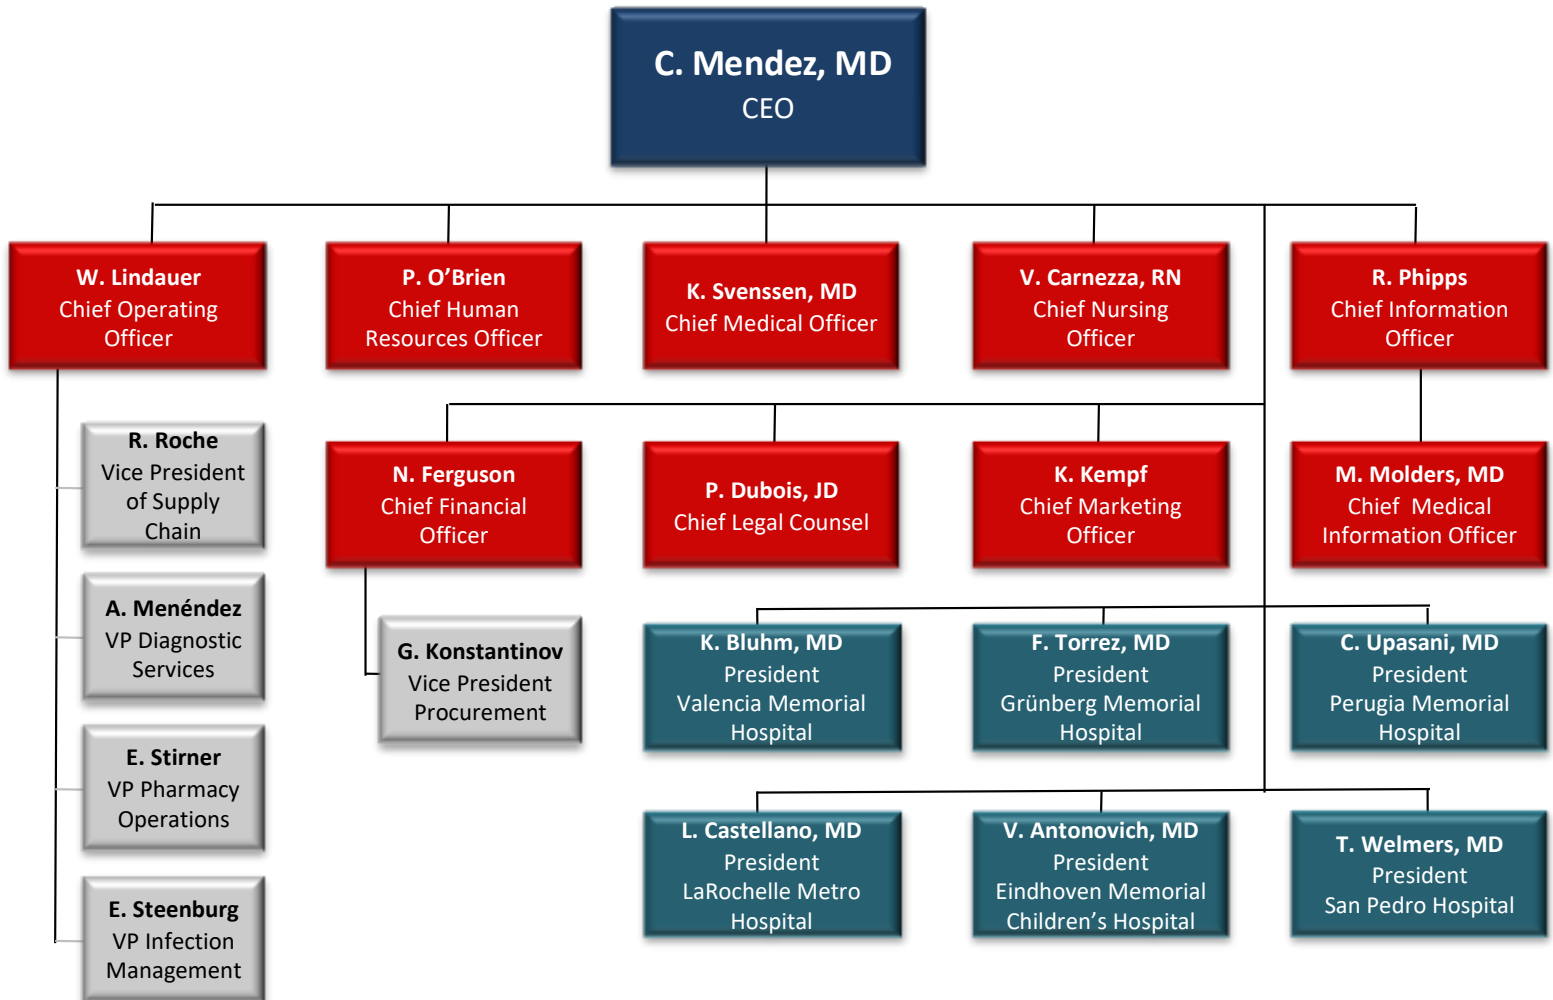 C. Mendez, MD
CEO
W. Lindauer
Chief Operating
Officer
P. O’Brien
Chief Human
Resources Officer
K. Svenssen, MD
Chief Medical Officer
V. Carnezza, RN
Chief Nursing
Officer
R. Phipps
Chief Information
Officer
R. Roche
Vice President
of Supply
Chain
N. Ferguson
Chief Financial
Officer
P. Dubois, JD
Chief Legal Counsel
K. Kempf
Chief Marketing
Officer
M. Molders, MD
Chief  Medical
Information Officer
A. Menéndez
VP Diagnostic
Services
G. Konstantinov
Vice President
Procurement
K. Bluhm, MD
President
Valencia Memorial
Hospital
F. Torrez, MD
President
Grünberg Memorial
Hospital
C. Upasani, MD
President
Perugia Memorial
Hospital
E. Stirner
VP Pharmacy
Operations
L. Castellano, MD
President
LaRochelle Metro
Hospital
V. Antonovich, MD
President
Eindhoven Memorial
Children’s Hospital
T. Welmers, MD
President
San Pedro Hospital
E. Steenburg
VP Infection
Management